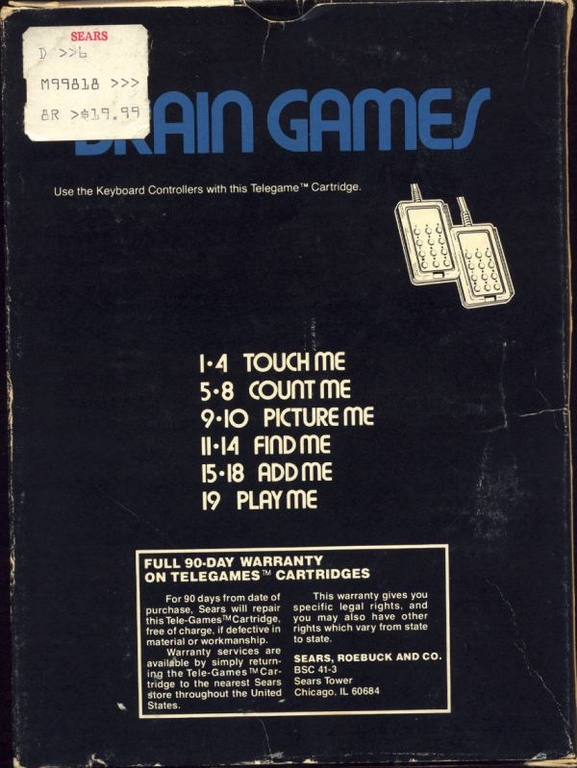 SEARS
D >>6
M99818 >>>
8R >$19.99
BRAIN GAMES
Use the Keyboard Controllers with this Telegame™ Cartridge.
1•4 TOUCH ME
5•8 COUNT ME
9•10 PICTURE ME
11•14 FIND ME
15•18 ADD ME
19 PLAY ME
FULL 90-DAY WARRANTY
ON TELEGAMES™ CARTRIDGES
For 90 days from date of
purchase, Sears will repair
this Tele-Games™ Cartridge,
free of charge, if defective in
material or workmanship.
Warranty services are
available by simply return-
ing the Tele-Games™ Car-
tridge to the nearest Sears
store throughout the United
States.
This warranty gives you
specific legal rights, and
you may also have other
rights which vary from state
to state.
SEARS, ROEBUCK AND CO.
BSC 41-3
Sears Tower
Chicago, IL 60684